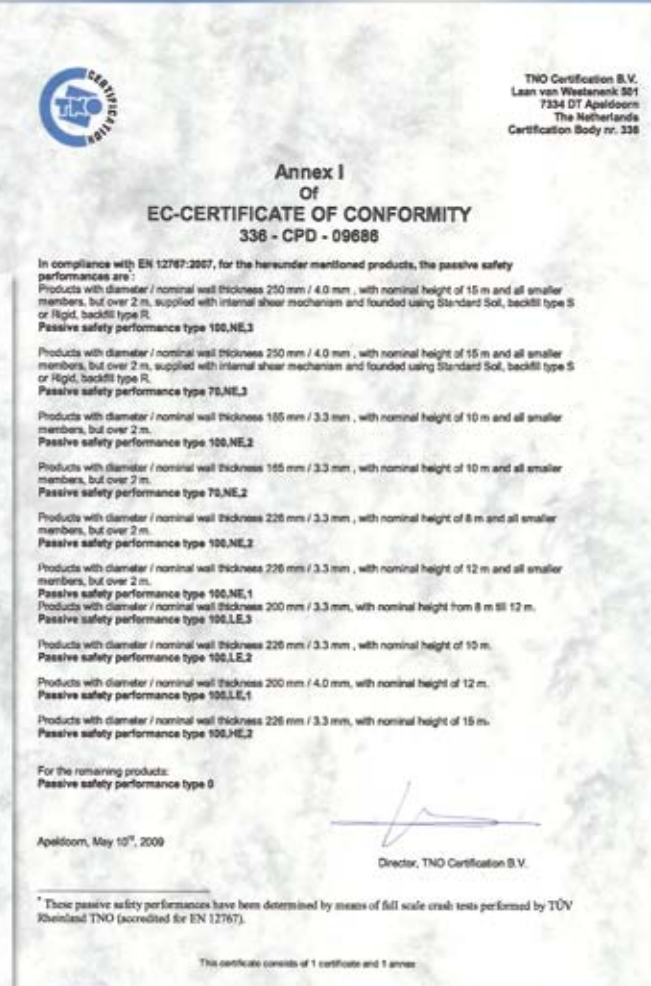 TNO CERTIFICATION
TNO Certification B.V.
Laan van Westenenk 501
7334 DT Apeldoorn
The Netherlands
Certification Body nr. 336
Annex I
Of
EC-CERTIFICATE OF CONFORMITY
336 - CPD - 09686
In compliance with EN 12767:2007, for the hereunder mentioned products, the passive safety
performances are*:
Products with diameter / nominal wall thickness 250 mm / 4.0 mm , with nominal height of 15 m and all smaller
members, but over 2 m, supplied with internal shear mechanism and founded using Standard Soil, backfill type S
or Rigid, backfill type R.
Passive safety performance type 100,NE,3
Products with diameter / nominal wall thickness 250 mm / 4.0 mm , with nominal height of 15 m and all smaller
members, but over 2 m, supplied with internal shear mechanism and founded using Standard Soil, backfill type S
or Rigid, backfill type R.
Passive safety performance type 70,NE,3
Products with diameter / nominal wall thickness 165 mm / 3.3 mm , with nominal height of 10 m and all smaller
members, but over 2 m.
Passive safety performance type 100,NE,2
Products with diameter / nominal wall thickness 165 mm / 3.3 mm , with nominal height of 10 m and all smaller
members, but over 2 m.
Passive safety performance type 70,NE,2
Products with diameter / nominal wall thickness 226 mm / 3.3 mm , with nominal height of 8 m and all smaller
members, but over 2 m.
Passive safety performance type 100,NE,2
Products with diameter / nominal wall thickness 226 mm / 3.3 mm , with nominal height of 12 m and all smaller
members, but over 2 m.
Passive safety performance type 100,NE,1
Products with diameter / nominal wall thickness 200 mm / 3.3 mm, with nominal height from 8 m till 12 m.
Passive safety performance type 100,LE,3
Products with diameter / nominal wall thickness 226 mm / 3.3 mm , with nominal height of 10 m.
Passive safety performance type 100,LE,2
Products with diameter / nominal wall thickness 200 mm / 4.0 mm, with nominal height of 12 m.
Passive safety performance type 100,LE,1
Products with diameter / nominal wall thickness 226 mm / 3.3 mm, with nominal height of 15 m.
Passive safety performance type 100,HE,2
For the remaining products:
Passive safety performance type 0
Apeldoorn, May 10th, 2009
Director, TNO Certification B.V.
* These passive safety performances have been determined by means of full scale crash tests performed by TÜV
Rheinland TNO (accredited for EN 12767).
This certificate consists of 1 certificate and 1 annex